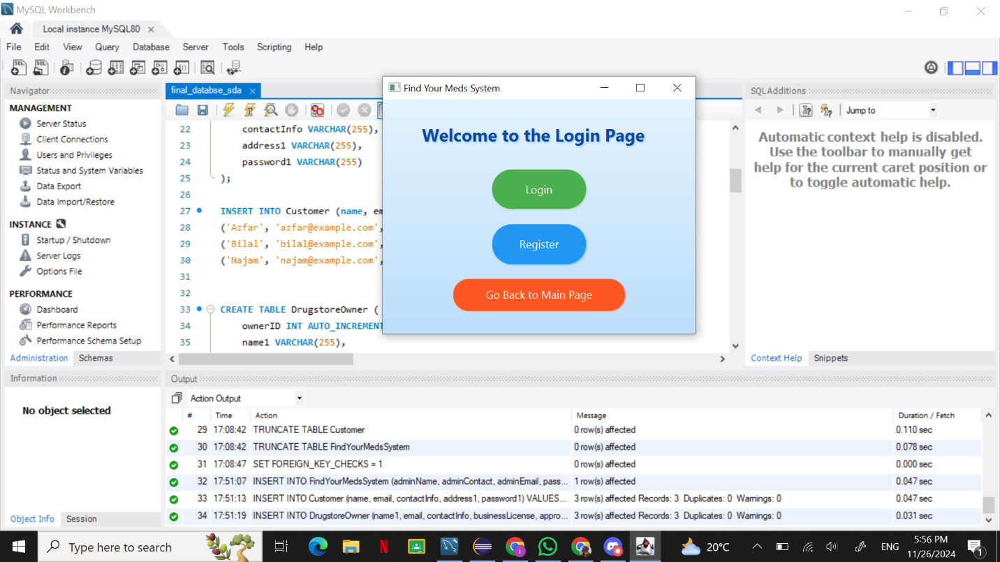 MySQL Workbench
Local instance MySQL80
File Edit View Query Database Server Tools Scripting Help
Navigator
MANAGEMENT
Server Status
Client Connections
Users and Privileges
Status and System Variables
Data Export
Data Import/Restore
INSTANCE
Startup / Shutdown
Server Logs
Options File
PERFORMANCE
Dashboard
Performance Reports
Performance Schema Setup
Administration Schemas
Information
No object selected
Object Info Session
final_databse_sda
22 contactInfo VARCHAR(255),
23 address1 VARCHAR(255),
24 password1 VARCHAR(255)
25 );
26
27 INSERT INTO Customer (name, em
28 ('Azfar', 'azfar@example.com',
29 ('Bilal', 'bilal@example.com',
30 ('Najam', 'najam@example.com',
31
32
33 CREATE TABLE DrugstoreOwner (
34 ownerID INT AUTO_INCREMENT
35 name1 VARCHAR(255),
Find Your Meds System
Welcome to the Login Page
Login
Register
Go Back to Main Page
SQLAdditions
Jump to
Automatic context help is disabled.
Use the toolbar to manually get
help for the current caret position or
to toggle automatic help.
Context Help Snippets
Output
Action Output
# Time Action Message Duration / Fetch
29 17:08:42 TRUNCATE TABLE Customer 0 row(s) affected 0.110 sec
30 17:08:42 TRUNCATE TABLE FindYourMedsSystem 0 row(s) affected 0.078 sec
31 17:08:47 SET FOREIGN_KEY_CHECKS = 1 0 row(s) affected 0.000 sec
32 17:51:07 INSERT INTO FindYourMedsSystem (adminName, adminContact, adminEmail, pass... 1 row(s) affected 0.047 sec
33 17:51:13 INSERT INTO Customer (name, email, contactInfo, address1, password1) VALUES... 3 row(s) affected Records: 3 Duplicates: 0 Warnings: 0 0.047 sec
34 17:51:19 INSERT INTO DrugstoreOwner (name1, email, contactInfo, businessLicense, appro... 3 row(s) affected Records: 3 Duplicates: 0 Warnings: 0 0.031 sec
Type here to search
20°C
ENG
5:56 PM
11/26/2024
1